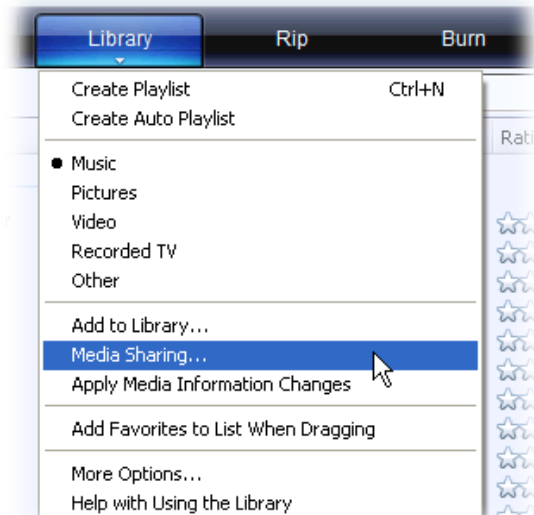 Library Rip Burn
Create Playlist Ctrl+N
Create Auto Playlist
Rati
Music
Pictures
Video
Recorded TV
Other
Add to Library...
Media Sharing...
Apply Media Information Changes
Add Favorites to List When Dragging
More Options...
Help with Using the Library